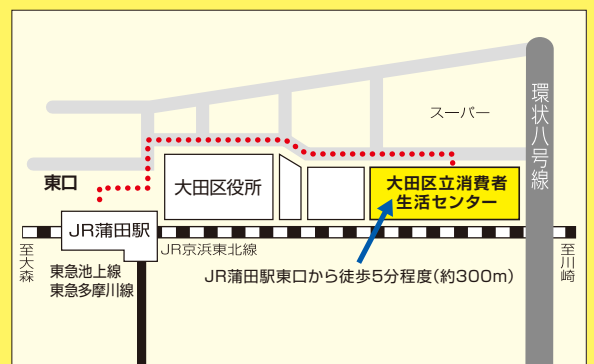 スーパー
環状八号線
東口
大田区役所
大田区立消費者
生活センター
JR蒲田駅
JR京浜東北線
至大森
至川崎
東急池上線
東急多摩川線
JR蒲田駅東口から徒歩5分程度(約300m)